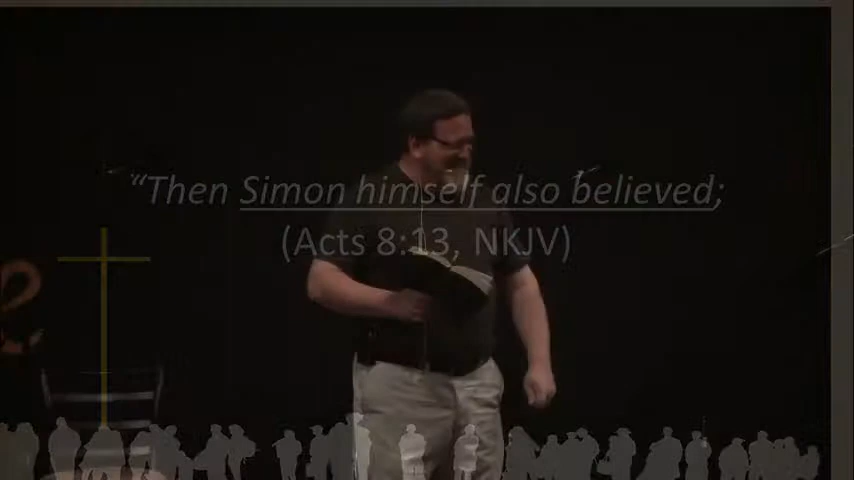 “Then Simon himself also believed;
(Acts 8:13, NKJV)